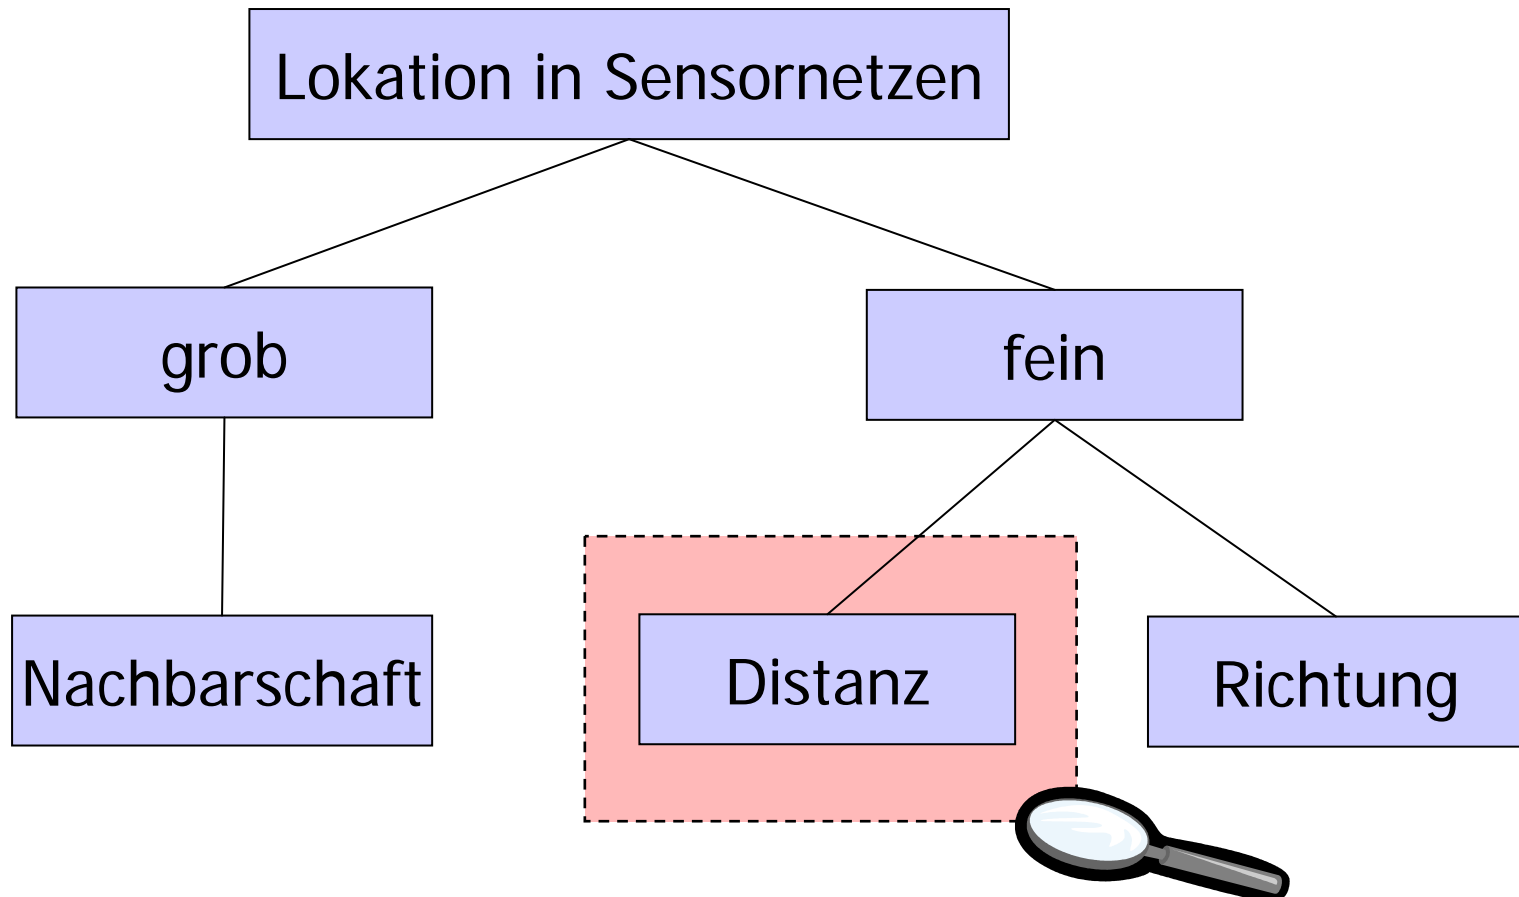 Lokation in Sensornetzen
grob
fein
Nachbarschaft
Distanz
Richtung